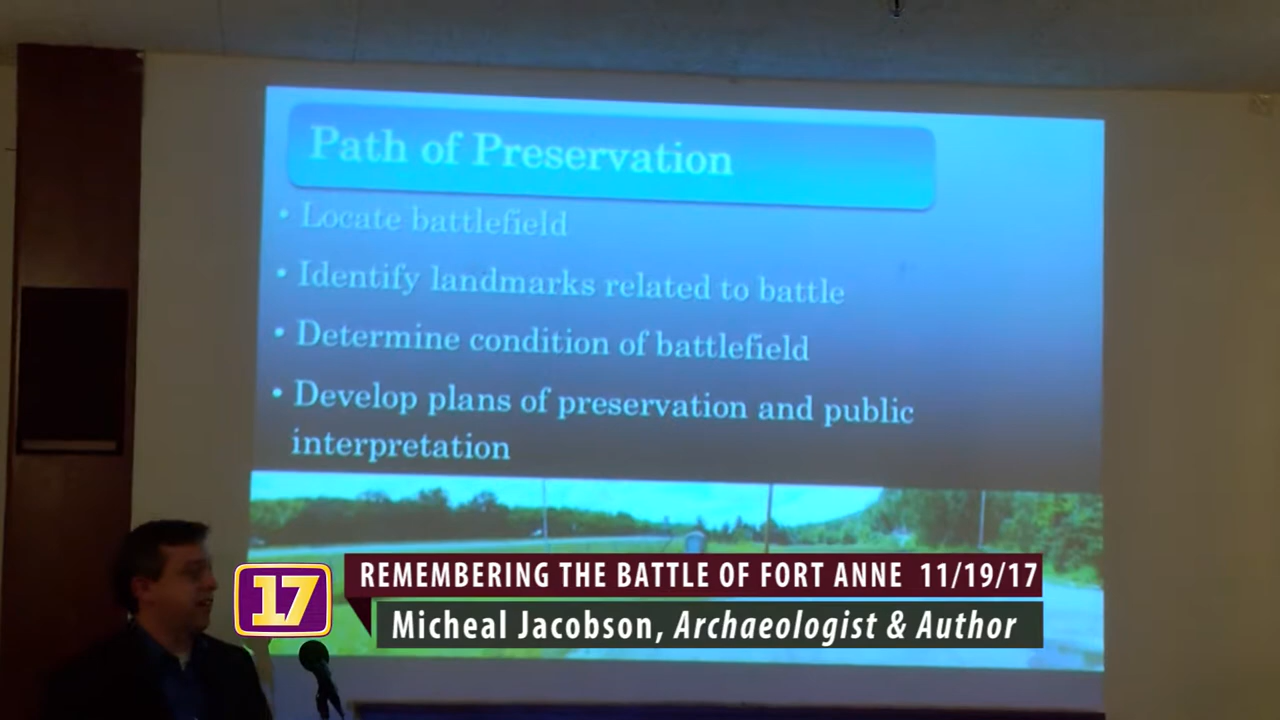 Path of Preservation
• Locate battlefield
• Identify landmarks related to battle
• Determine condition of battlefield
• Develop plans of preservation and public
interpretation
17
REMEMBERING THE BATTLE OF FORT ANNE 11/19/17
Micheal Jacobson, Archaeologist & Author